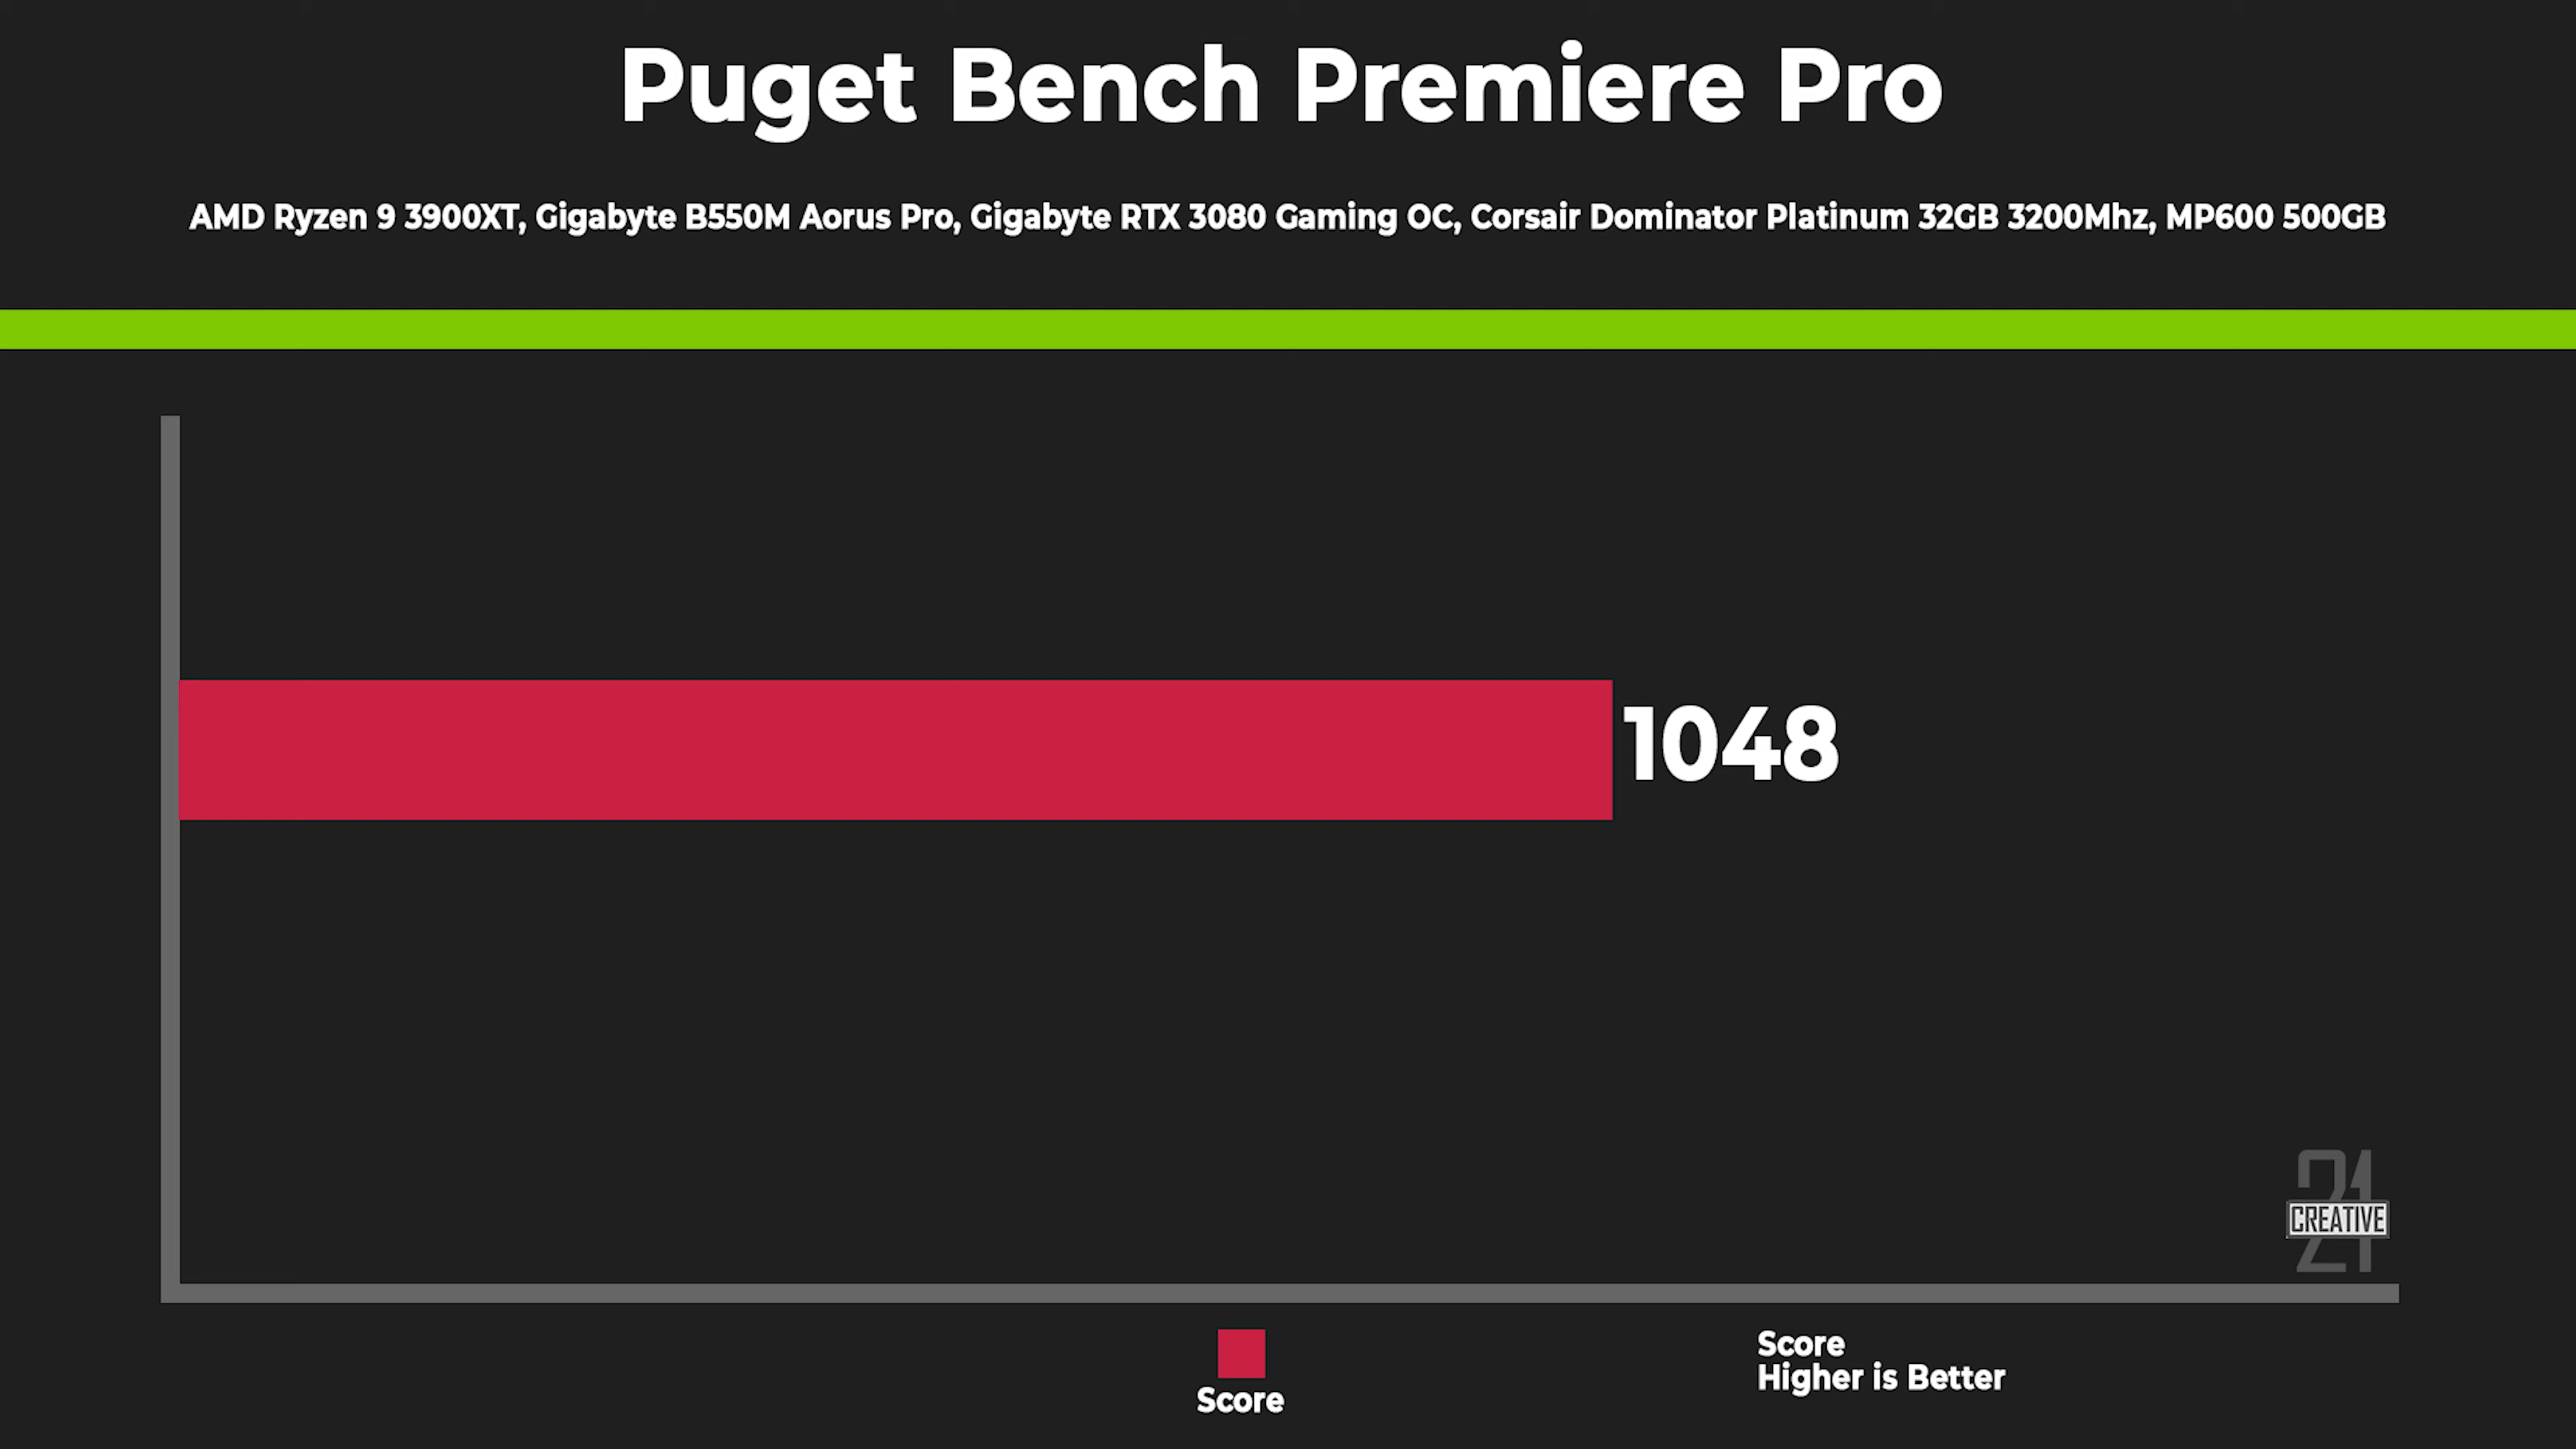 Puget Bench Premiere Pro
AMD Ryzen 9 3900XT, Gigabyte B550M Aorus Pro, Gigabyte RTX 3080 Gaming OC, Corsair Dominator Platinum 32GB 3200Mhz, MP600 500GB
1048
21
CREATIVE
Score
Score
Higher is Better